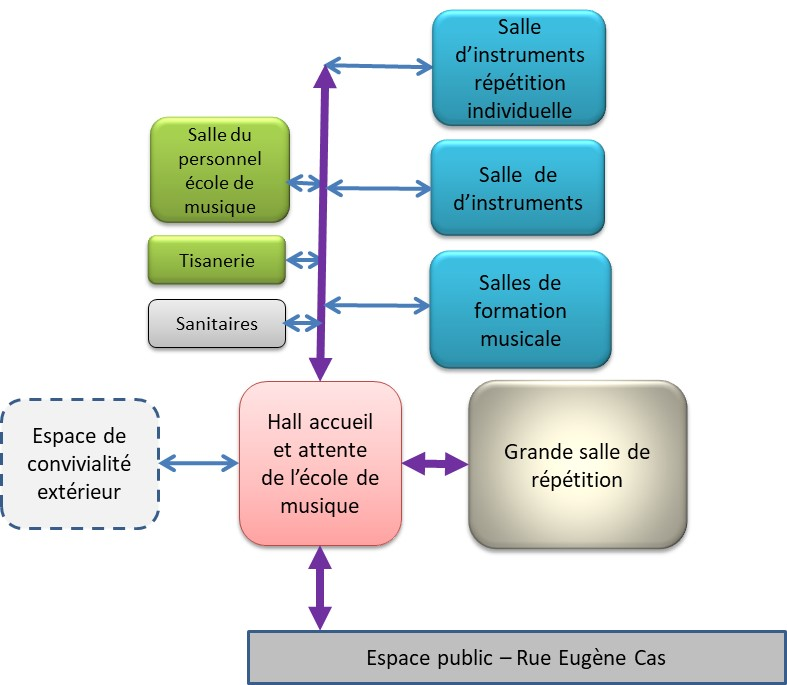 Salle
d’instruments
répétition
individuelle
Salle du
personnel
école de
musique
Salle de
d’instruments
Tisanerie
Salles de
formation
musicale
Sanitaires
Espace de
convivialité
extérieur
Hall accueil
et attente
de l’école de
musique
Grande salle de
répétition
Espace public – Rue Eugène Cas